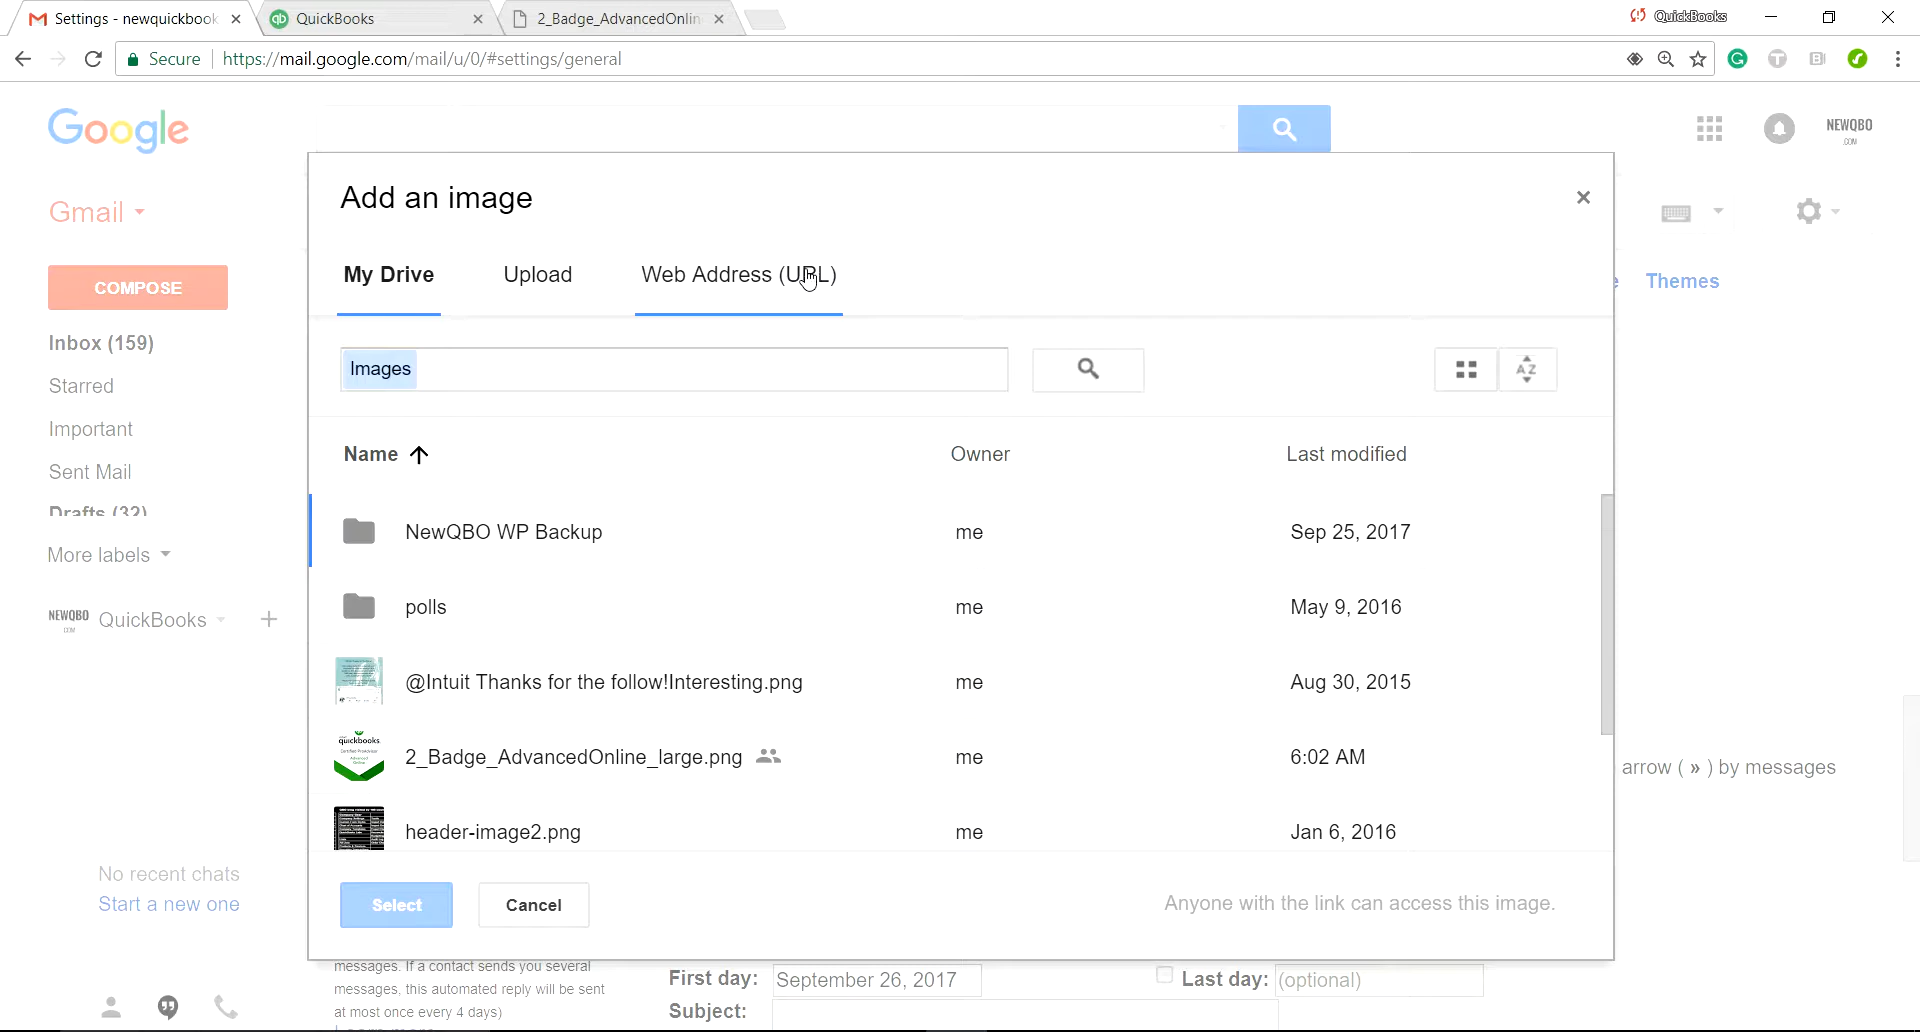 Settings - newquickbook
QuickBooks
2_Badge_AdvancedOnlin
QuickBooks
Secure
https://mail.google.com/mail/u/0/#settings/general
Google
NEWQBO
.COM
Gmail
COMPOSE
Inbox (159)
Starred
Important
Sent Mail
Drafts (32)
More labels
NEWQBO
.COM
QuickBooks
No recent chats
Start a new one
Themes
Add an image
My Drive
Upload
Web Address (URL)
Images
AZ
Name
Owner
Last modified
NewQBO WP Backup
me
Sep 25, 2017
polls
me
May 9, 2016
@Intuit Thanks for the follow!Interesting.png
me
Aug 30, 2015
quickbooks.
2_Badge_AdvancedOnline_large.png
me
6:02 AM
header-image2.png
me
Jan 6, 2016
Select
Cancel
Anyone with the link can access this image.
arrow ( » ) by messages
messages. If a contact sends you several
messages, this automated reply will be sent
at most once every 4 days)
First day:
September 26, 2017
Last day:
(optional)
Subject: